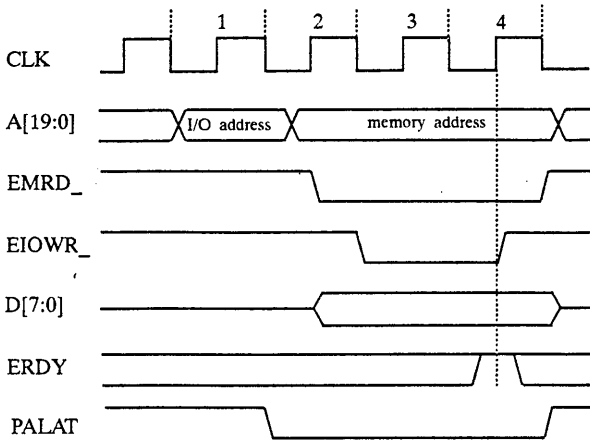 1 2 3 4
CLK
A[19:0] I/O address memory address
EMRD_
EIOWR_
D[7:0]
ERDY
PALAT